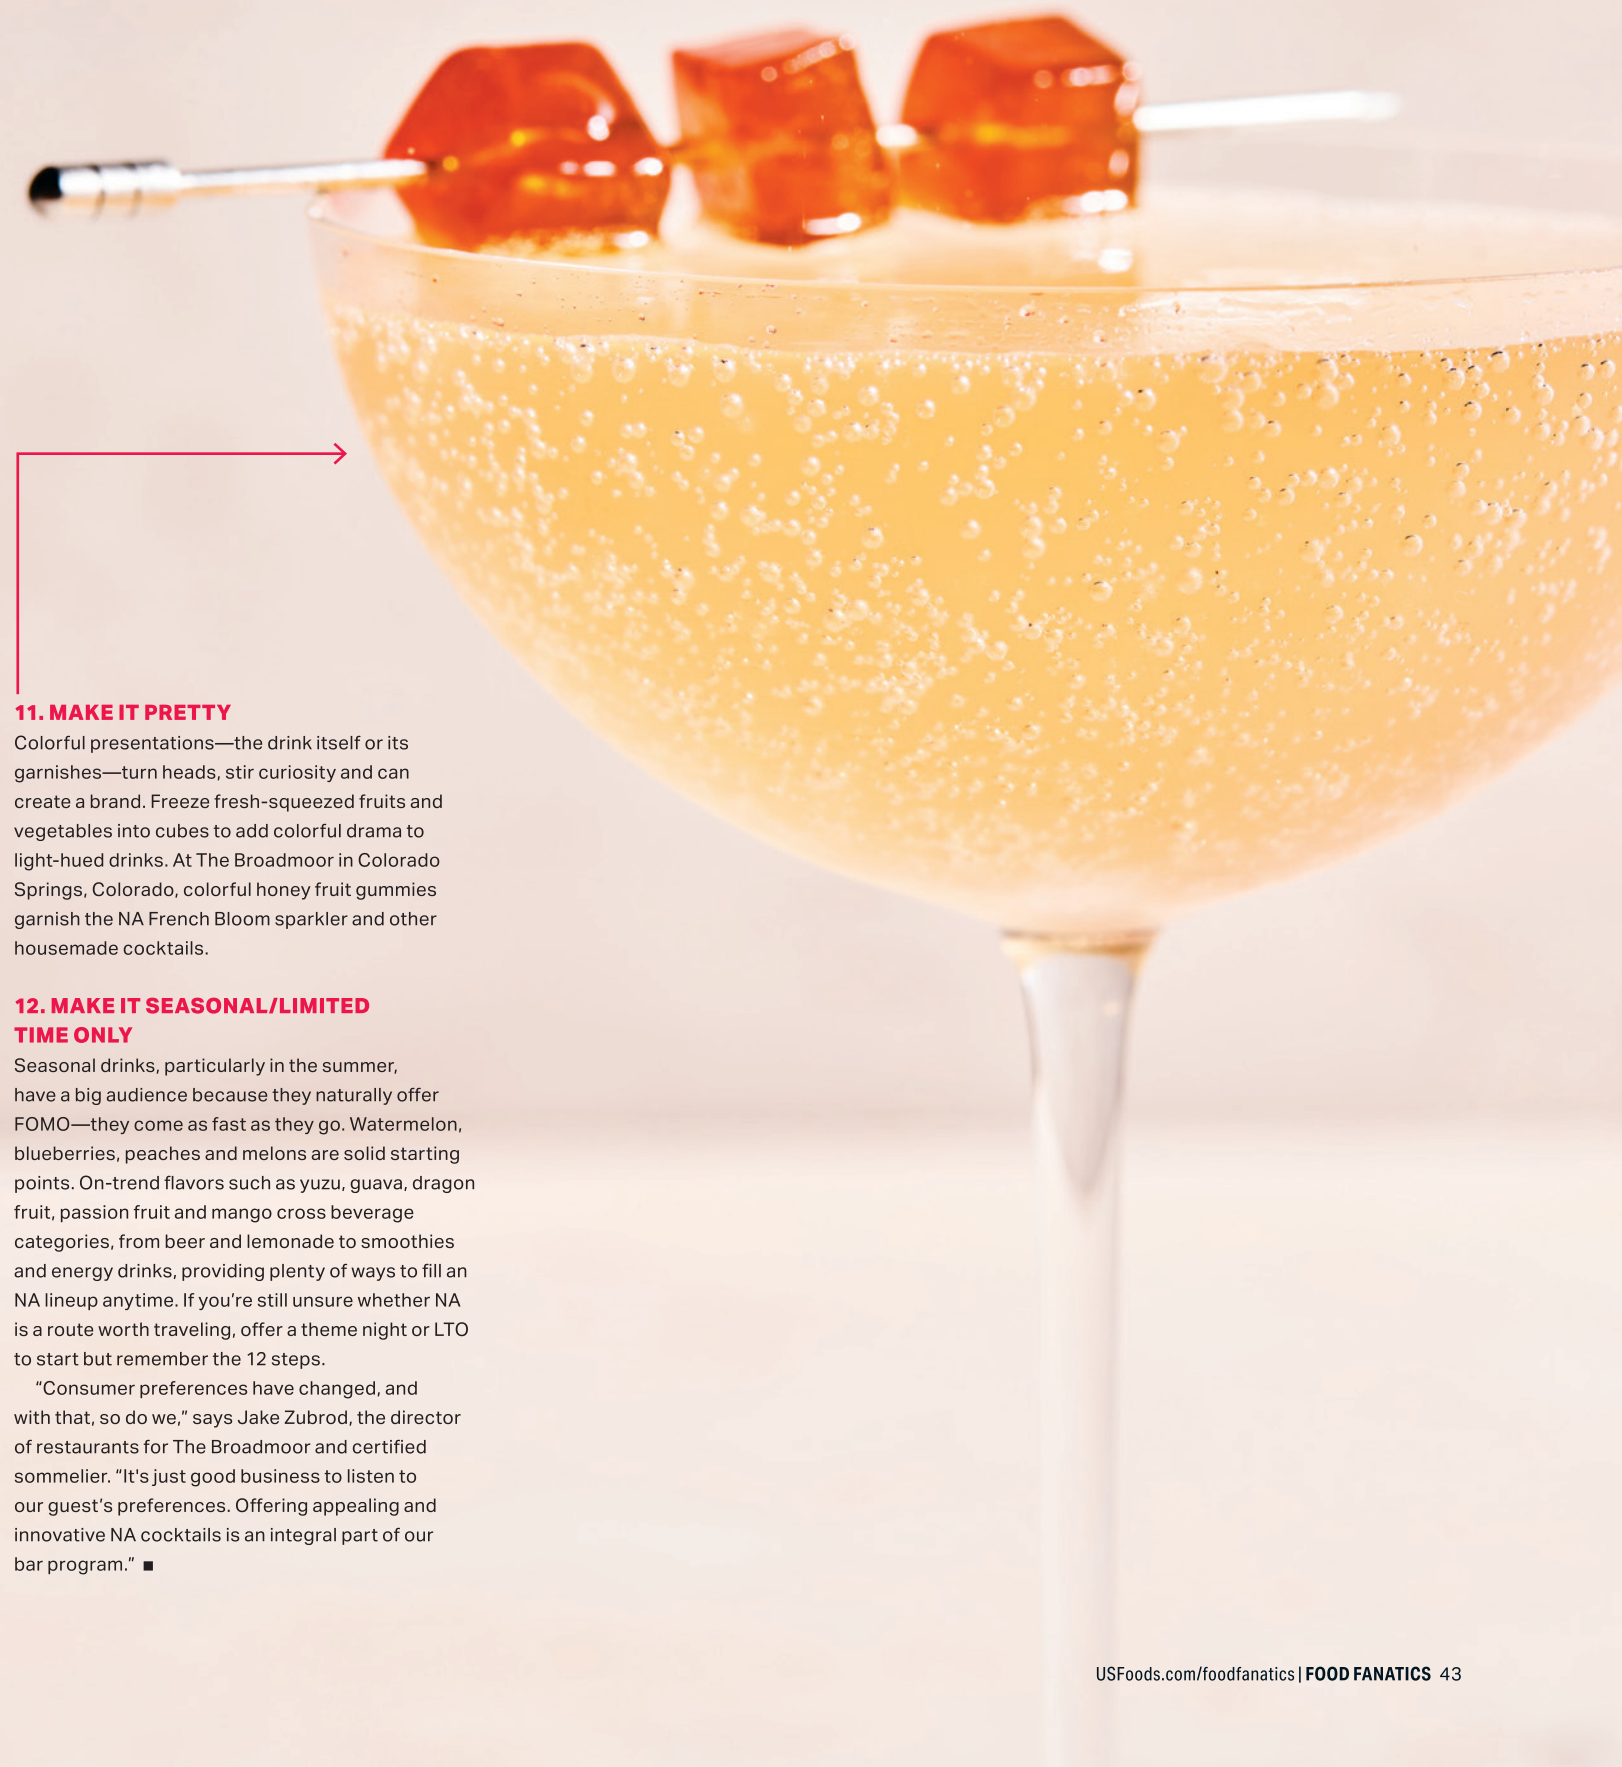 11. MAKE IT PRETTY
Colorful presentations—the drink itself or its
garnishes—turn heads, stir curiosity and can
create a brand. Freeze fresh-squeezed fruits and
vegetables into cubes to add colorful drama to
light-hued drinks. At The Broadmoor in Colorado
Springs, Colorado, colorful honey fruit gummies
garnish the NA French Bloom sparkler and other
housemade cocktails.
12. MAKE IT SEASONAL/LIMITED
TIME ONLY
Seasonal drinks, particularly in the summer,
have a big audience because they naturally offer
FOMO—they come as fast as they go. Watermelon,
blueberries, peaches and melons are solid starting
points. On-trend flavors such as yuzu, guava, dragon
fruit, passion fruit and mango cross beverage
categories, from beer and lemonade to smoothies
and energy drinks, providing plenty of ways to fill an
NA lineup anytime. If you’re still unsure whether NA
is a route worth traveling, offer a theme night or LTO
to start but remember the 12 steps.
“Consumer preferences have changed, and
with that, so do we,” says Jake Zubrod, the director
of restaurants for The Broadmoor and certified
sommelier. “It's just good business to listen to
our guest’s preferences. Offering appealing and
innovative NA cocktails is an integral part of our
bar program.” ■
USFoods.com/foodfanatics | FOOD FANATICS 43